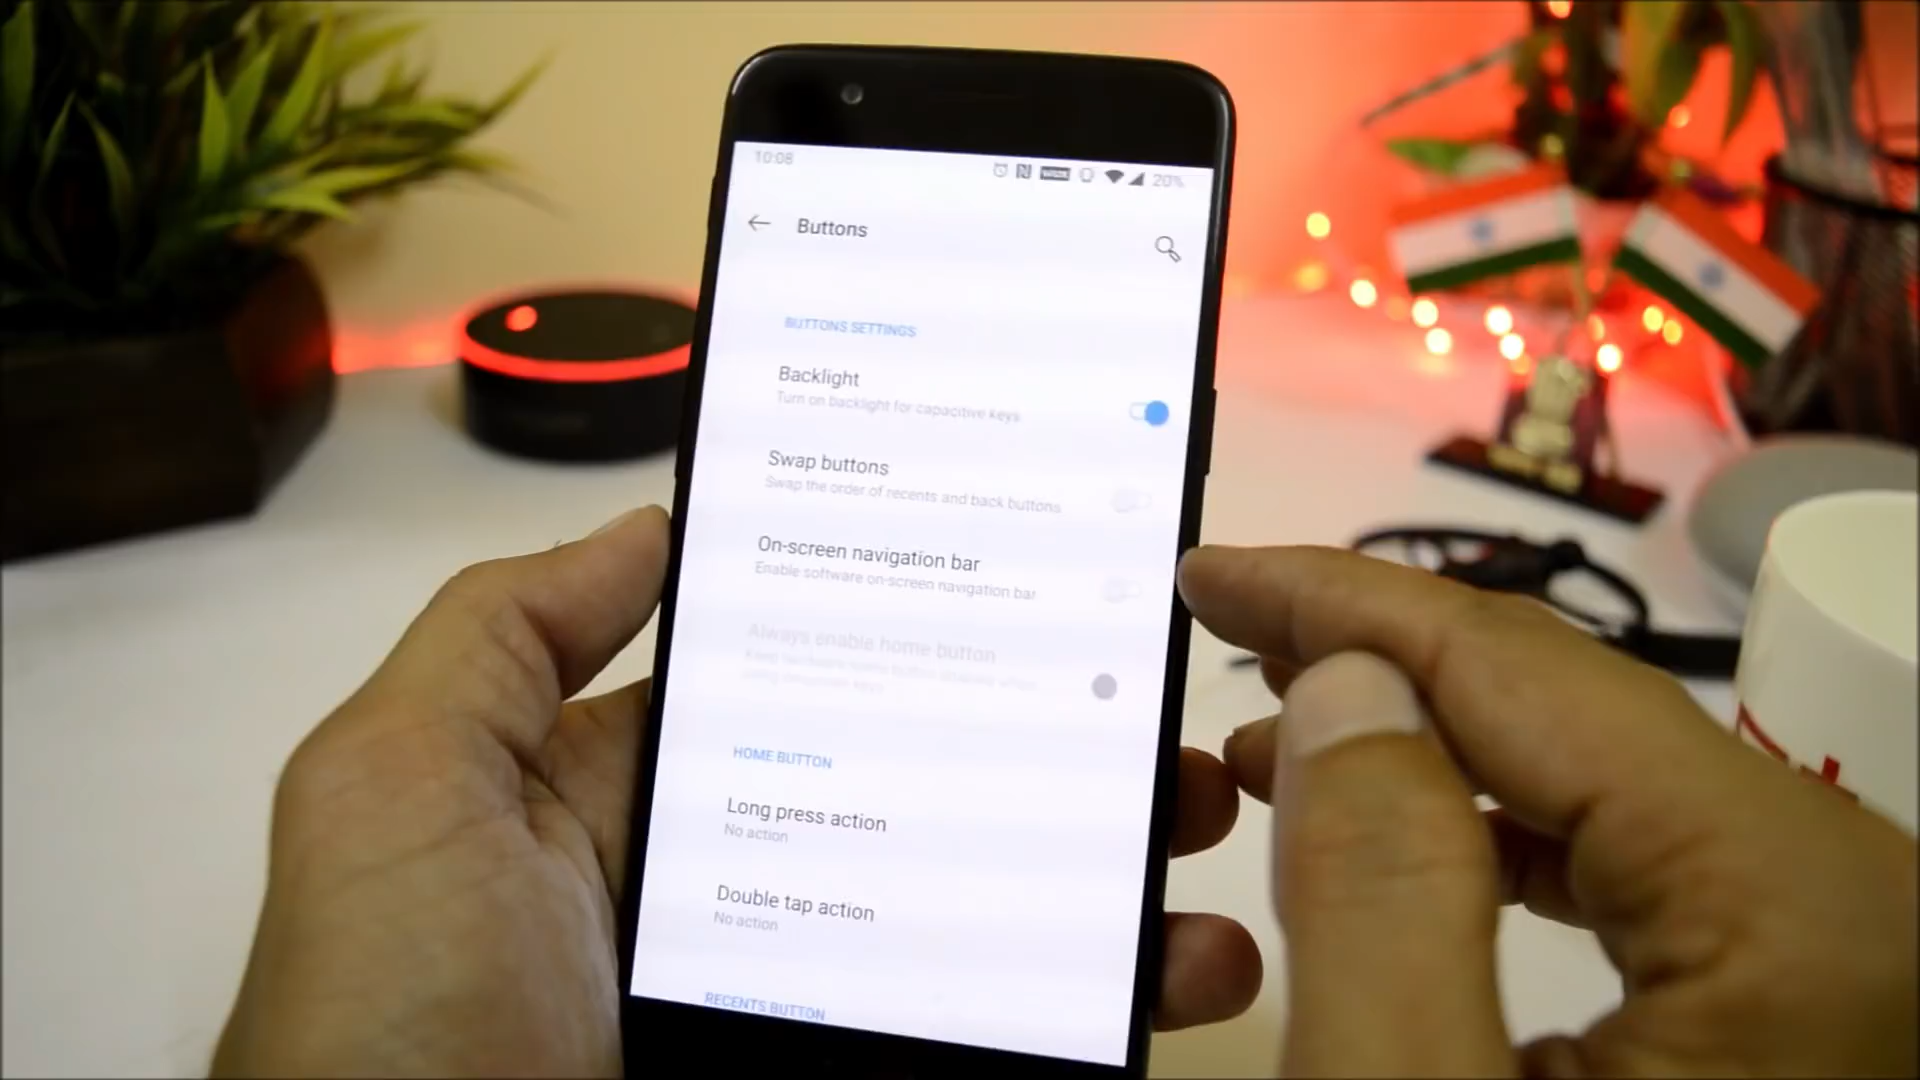 10:08
20%
Buttons
BUTTONS SETTINGS
Backlight
Turn on backlight for capacitive keys
Swap buttons
Swap the order of recents and back buttons
On-screen navigation bar
Enable software on-screen navigation bar
Always enable home button
HOME BUTTON
Long press action
No action
Double tap action
No action
RECENTS BUTTON